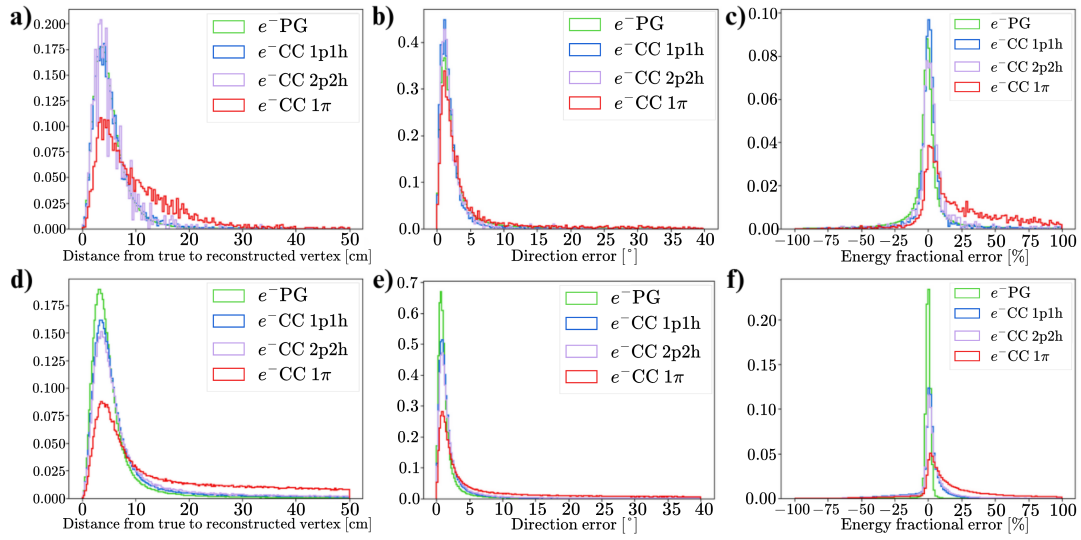 a)
0.200
0.175
0.150
0.125
0.100
0.075
0.050
0.025
0.000
0 10 20 30 40 50
Distance from true to reconstructed vertex [cm]
e⁻PG
e⁻CC 1p1h
e⁻CC 2p2h
e⁻CC 1π
b)
0.4
0.3
0.2
0.1
0.0
0 5 10 15 20 25 30 35 40
Direction error [°]
e⁻PG
e⁻CC 1p1h
e⁻CC 2p2h
e⁻CC 1π
c)
0.10
0.08
0.06
0.04
0.02
0.00
−100 −75 −50 −25 0 25 50 75 100
Energy fractional error [%]
e⁻PG
e⁻CC 1p1h
e⁻CC 2p2h
e⁻CC 1π
d)
0.175
0.150
0.125
0.100
0.075
0.050
0.025
0.000
0 10 20 30 40 50
Distance from true to reconstructed vertex [cm]
e⁻PG
e⁻CC 1p1h
e⁻CC 2p2h
e⁻CC 1π
e)
0.7
0.6
0.5
0.4
0.3
0.2
0.1
0.0
0 5 10 15 20 25 30 35 40
Direction error [°]
e⁻PG
e⁻CC 1p1h
e⁻CC 2p2h
e⁻CC 1π
f)
0.20
0.15
0.10
0.05
0.00
−100 −75 −50 −25 0 25 50 75 100
Energy fractional error [%]
e⁻PG
e⁻CC 1p1h
e⁻CC 2p2h
e⁻CC 1π